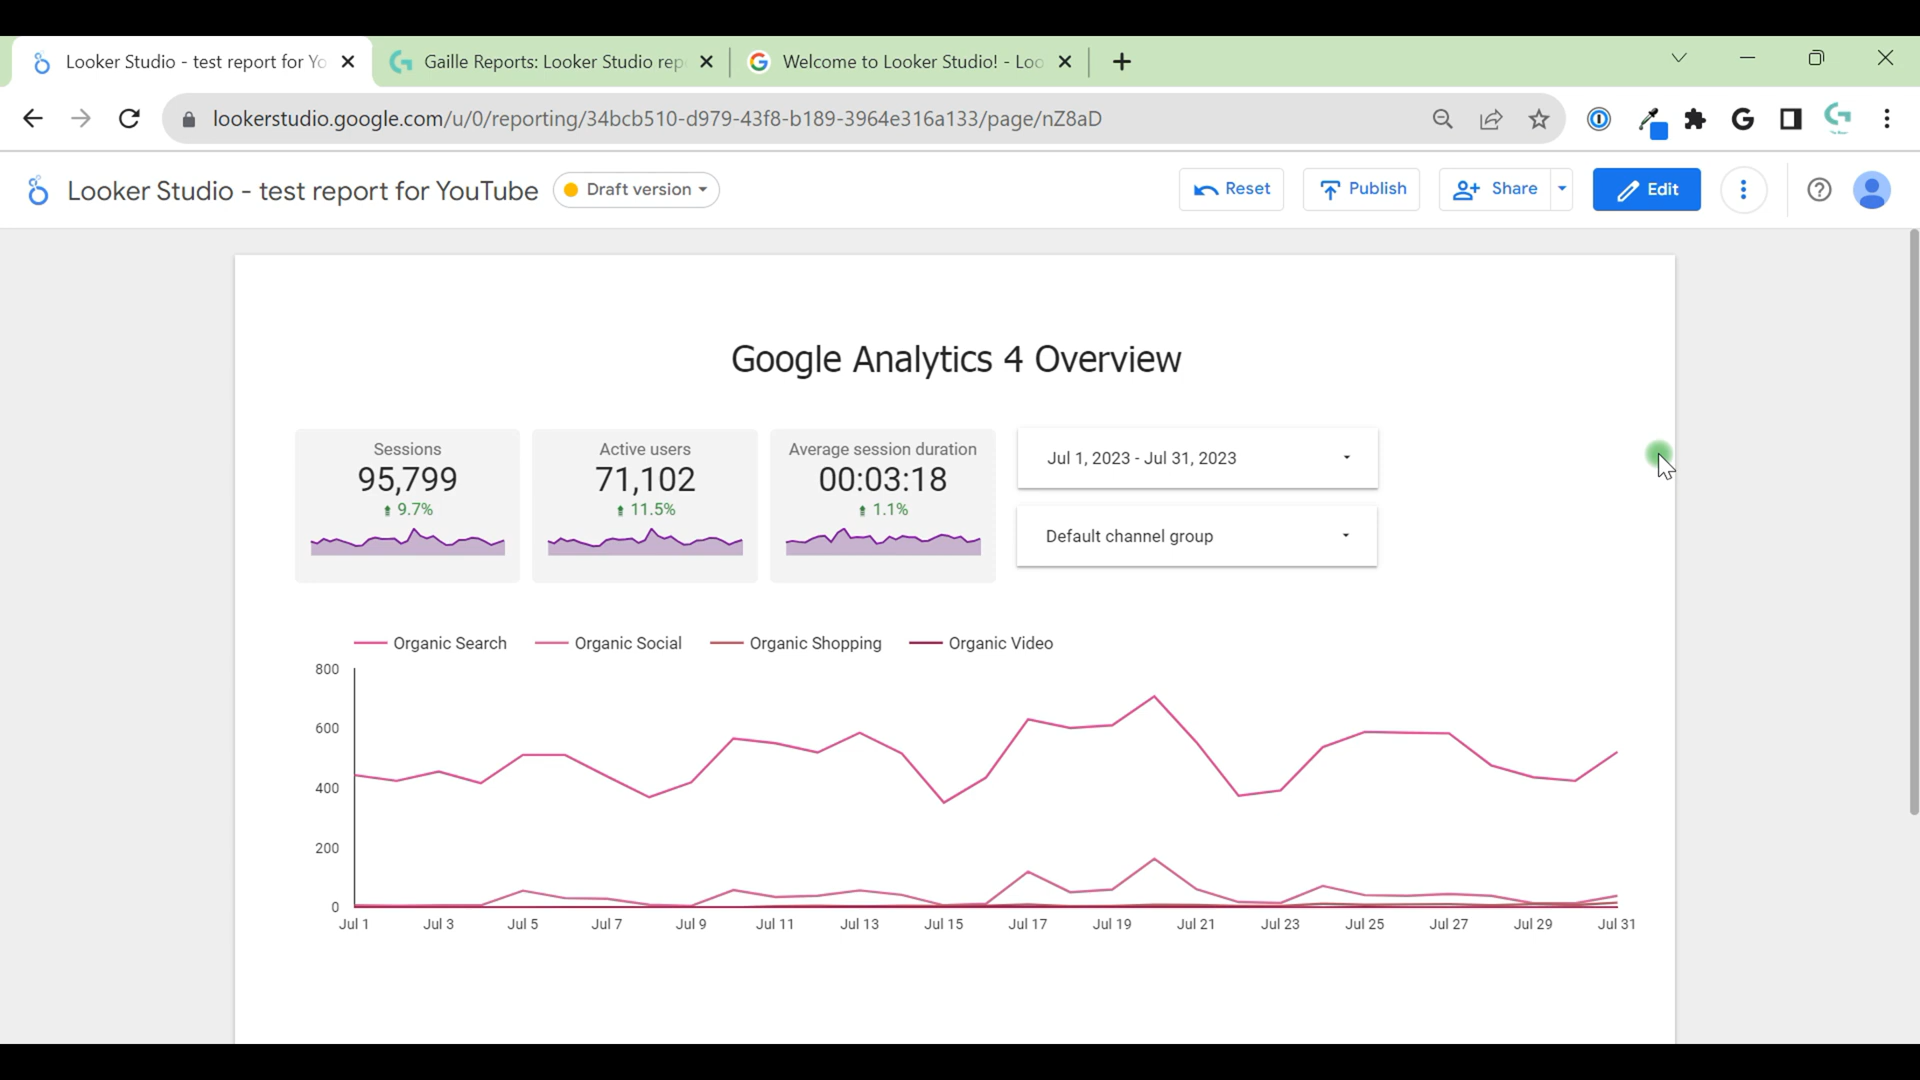 Looker Studio - test report for Yo
Gaille Reports: Looker Studio rep
Welcome to Looker Studio! - Loo
lookerstudio.google.com/u/0/reporting/34bcb510-d979-43f8-b189-3964e316a133/page/nZ8aD
Looker Studio - test report for YouTube
Draft version
Reset
Publish
Share
Edit
Google Analytics 4 Overview
Sessions
95,799
9.7%
Active users
71,102
11.5%
Average session duration
00:03:18
1.1%
Jul 1, 2023 - Jul 31, 2023
Default channel group
Organic Search
Organic Social
Organic Shopping
Organic Video
800
600
400
200
0
Jul 1
Jul 3
Jul 5
Jul 7
Jul 9
Jul 11
Jul 13
Jul 15
Jul 17
Jul 19
Jul 21
Jul 23
Jul 25
Jul 27
Jul 29
Jul 31